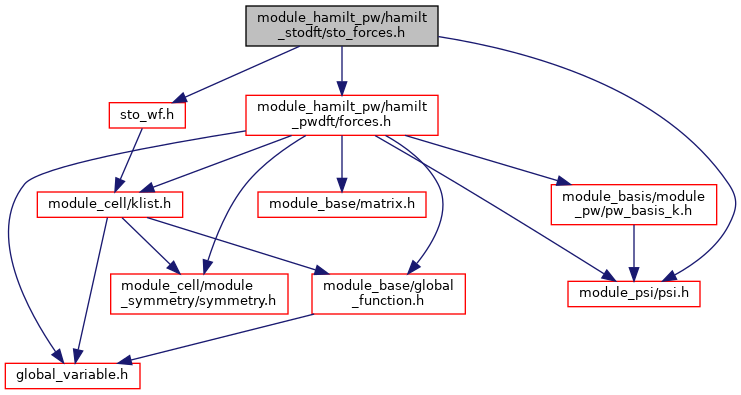 module_hamilt_pw/hamilt
_stodft/sto_forces.h
sto_wf.h
module_hamilt_pw/hamilt
_pwdft/forces.h
module_cell/klist.h
module_base/matrix.h
module_basis/module
_pw/pw_basis_k.h
module_cell/module
_symmetry/symmetry.h
module_base/global
_function.h
module_psi/psi.h
global_variable.h